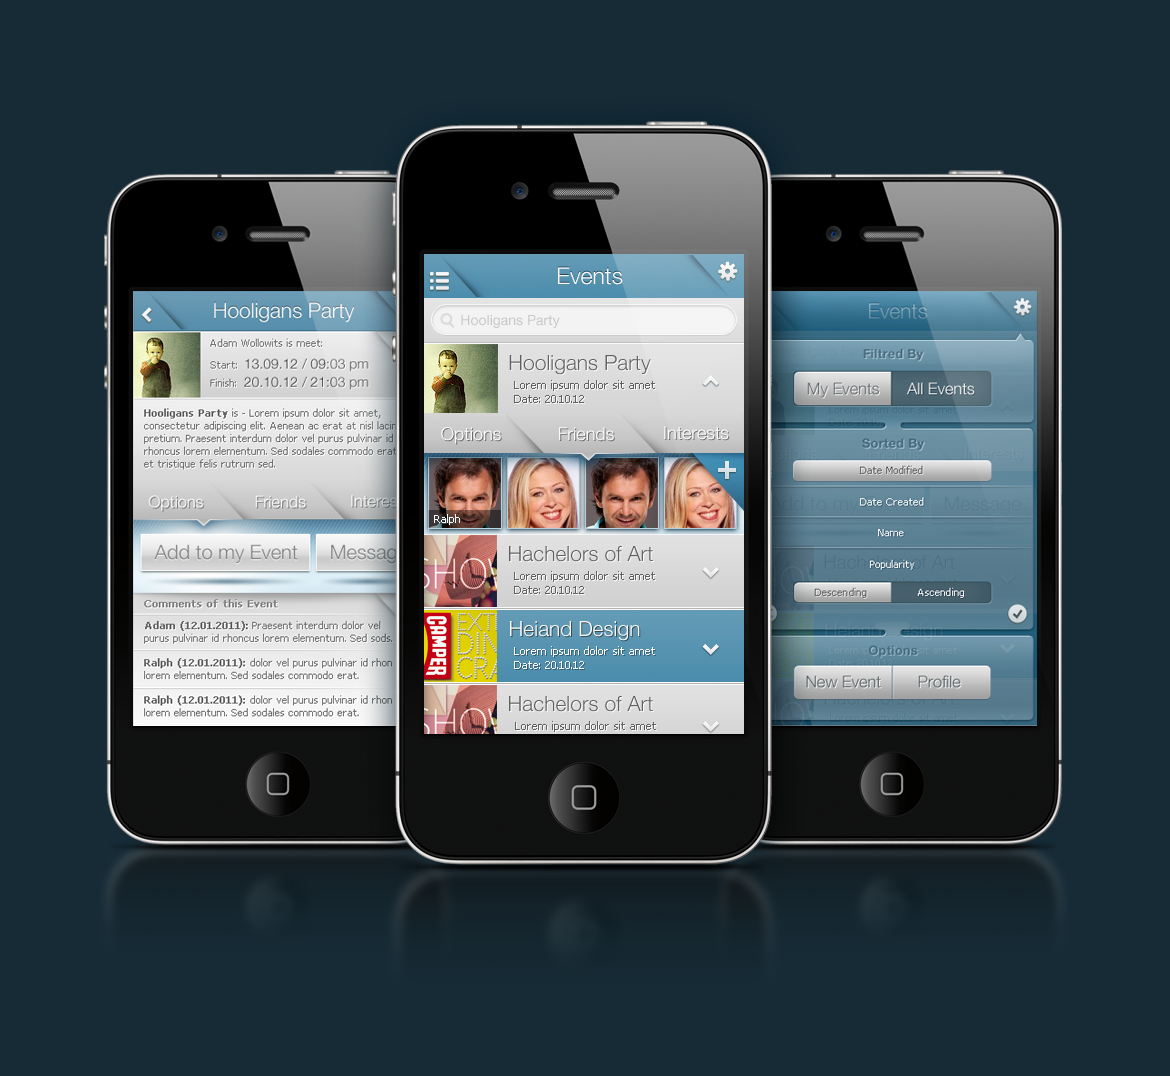 Hooligans Party
Adam Wollowits is meet:
Start: 13.09.12 / 09:03 pm
Finish: 20.10.12 / 21:03 pm
Hooligans Party is - Lorem ipsum dolor sit amet,
consectetur adipiscing elit. Aenean ac erat at nisl lacin
pretium. Praesent interdum dolor vel purus pulvinar id
rhoncus lorem elementum. Sed sodales commodo erat,
et tristique felis rutrum sed.
Options Friends Interes
Add to my Event Messag
Comments of this Event
Adam (12.01.2011): Praesent interdum dolor vel
purus pulvinar id rhoncus lorem elementum. Sed sods.
Ralph (12.01.2011): dolor vel purus pulvinar id rhon
lorem elementum. Sed sodales commodo erat.
Ralph (12.01.2011): dolor vel purus pulvinar id rhon
lorem elementum. Sed sodales commodo erat.
Events
Hooligans Party
Hooligans Party
Lorem ipsum dolor sit amet
Date: 20.10.12
Options Friends Interests
Ralph
Hachelors of Art
Lorem ipsum dolor sit amet
Date: 20.10.12
SHOW
Heiand Design
Lorem ipsum dolor sit amet
Date: 20.10.12
CAMPER
EXT
DIN
CRA
Hachelors of Art
Lorem ipsum dolor sit amet
SHOW
Events
Filtred By
My Events All Events
Sorted By
Date Modified
Date Created
Name
Popularity
Descending Ascending
Options
New Event Profile